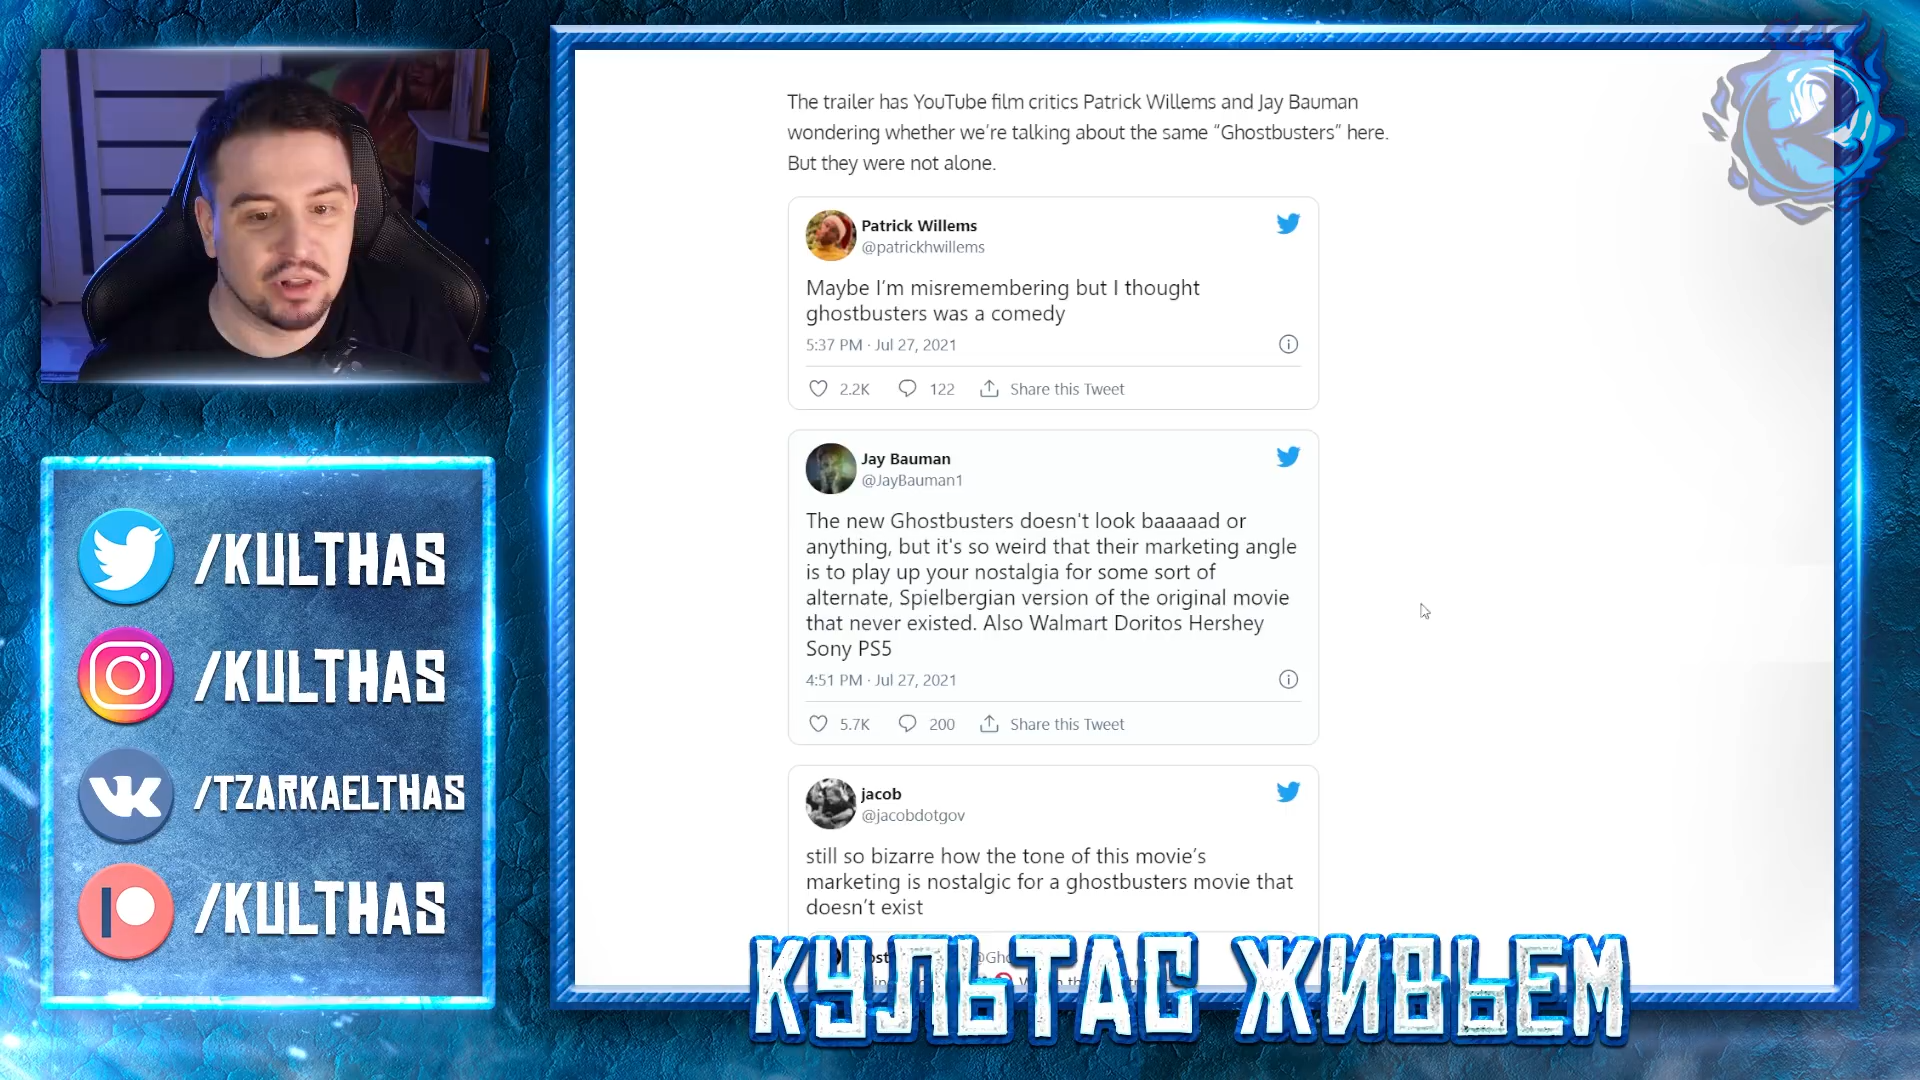 The trailer has YouTube film critics Patrick Willems and Jay Bauman
wondering whether we’re talking about the same “Ghostbusters” here.
But they were not alone.
Patrick Willems
@patrickhwillems
Maybe I’m misremembering but I thought
ghostbusters was a comedy
5:37 PM · Jul 27, 2021
2.2K 122 Share this Tweet
Jay Bauman
@JayBauman1
The new Ghostbusters doesn't look baaaaad or
anything, but it's so weird that their marketing angle
is to play up your nostalgia for some sort of
alternate, Spielbergian version of the original movie
that never existed. Also Walmart Doritos Hershey
Sony PS5
4:51 PM · Jul 27, 2021
5.7K 200 Share this Tweet
jacob
@jacobdotgov
still so bizarre how the tone of this movie’s
marketing is nostalgic for a ghostbusters movie that
doesn’t exist
/KULTHAS
/KULTHAS
/TZARKAELTHAS
/KULTHAS
КУЛЬТАС ЖИВЬЕМ